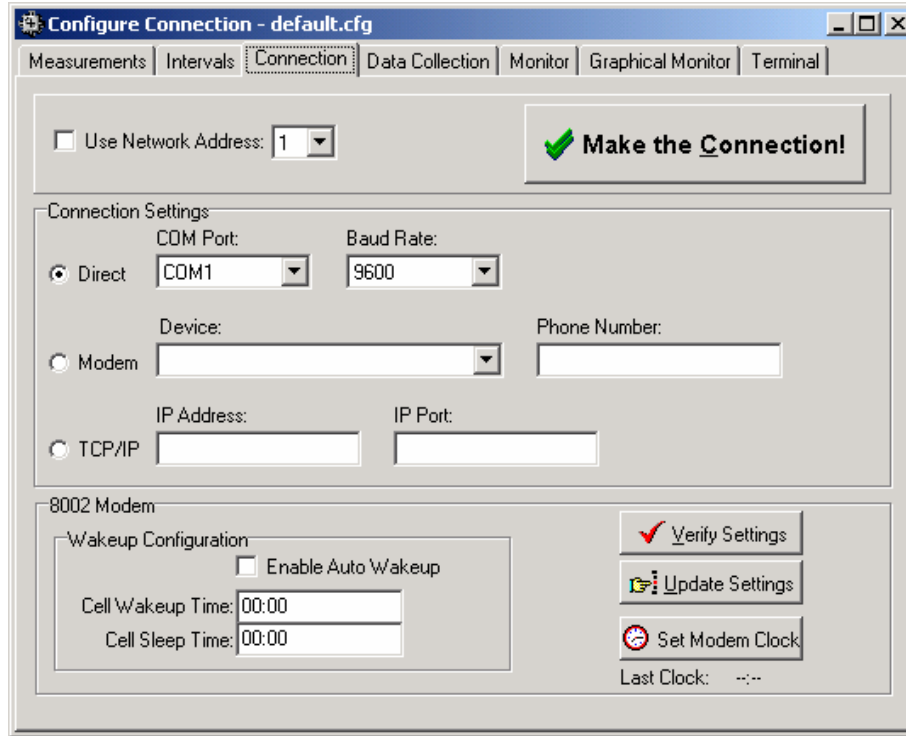 Configure Connection - default.cfg
Measurements Intervals Connection Data Collection Monitor Graphical Monitor Terminal
Use Network Address: 1
Make the Connection!
Connection Settings
COM Port: Baud Rate:
Direct COM1 9600
Device: Phone Number:
Modem
IP Address: IP Port:
TCP/IP
8002 Modem
Wakeup Configuration
Enable Auto Wakeup
Cell Wakeup Time: 00:00
Cell Sleep Time: 00:00
Verify Settings
Update Settings
Set Modem Clock
Last Clock: --:--